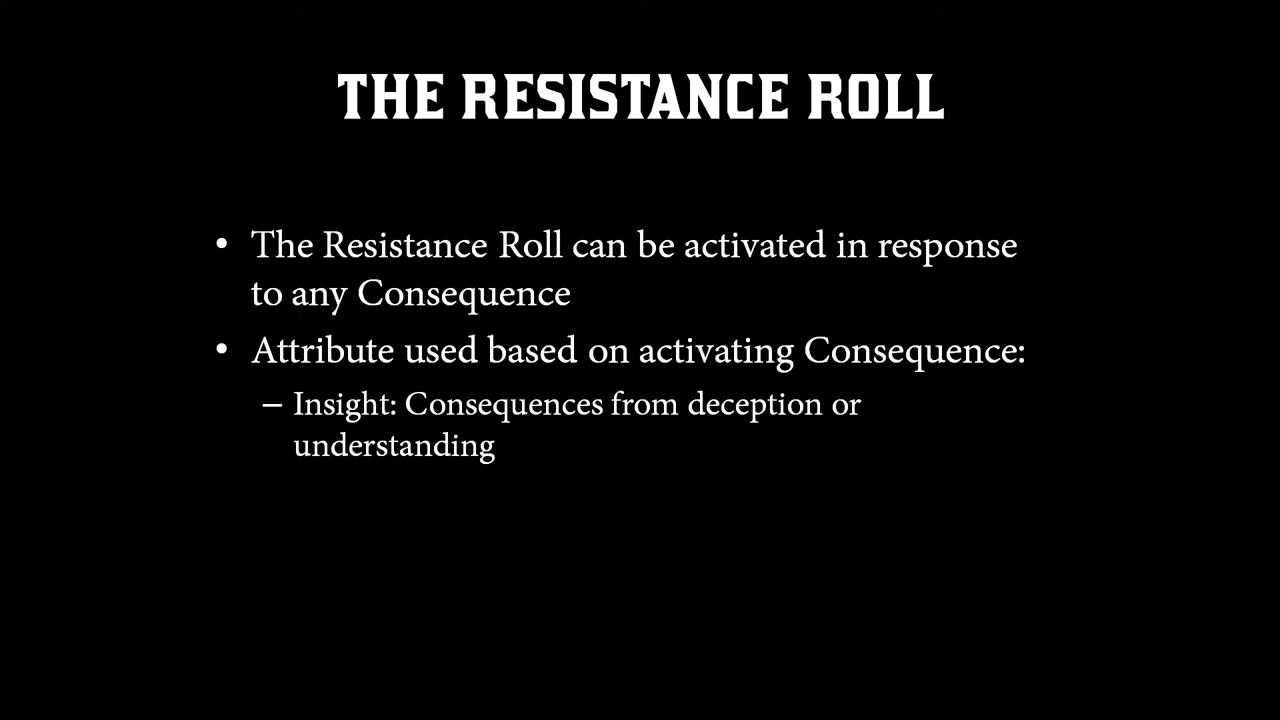 THE RESISTANCE ROLL
• The Resistance Roll can be activated in response
to any Consequence
• Attribute used based on activating Consequence:
– Insight: Consequences from deception or
understanding